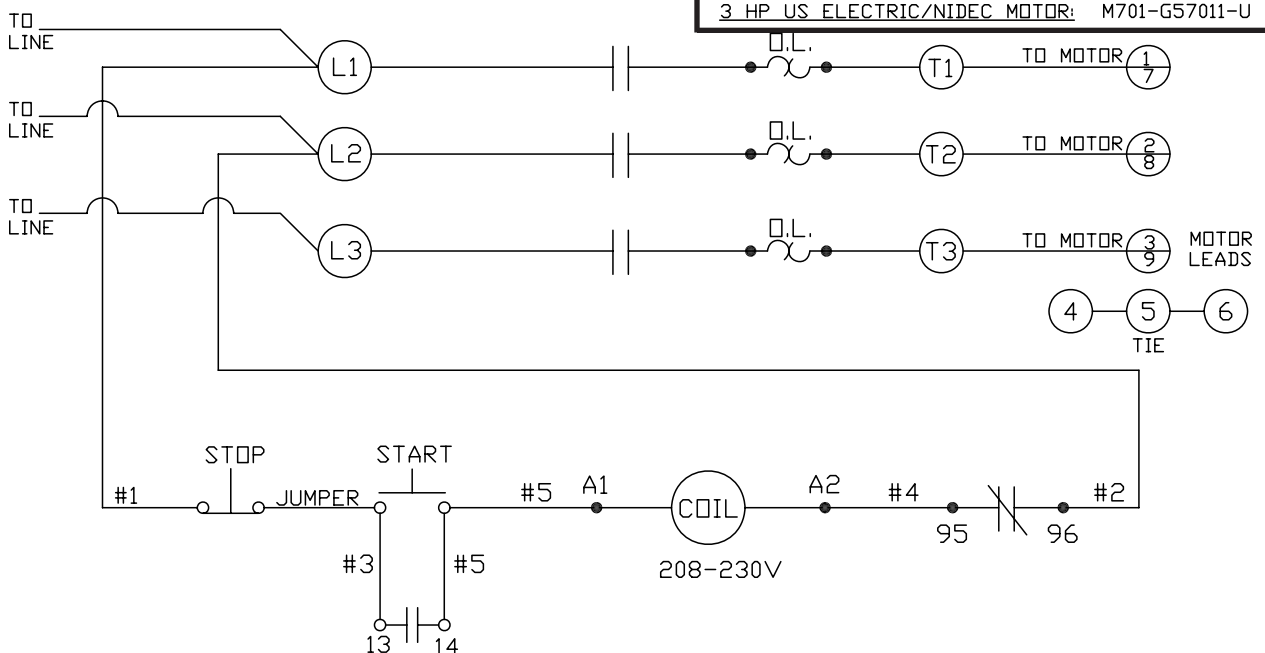 3 HP US ELECTRIC/NIDEC MOTOR: M701-G57011-U
TO
LINE
L1
O.L.
T1
TO MOTOR
1
7
TO
LINE
L2
O.L.
T2
TO MOTOR
2
8
TO
LINE
L3
O.L.
T3
TO MOTOR
3
9
MOTOR
LEADS
4
5
6
TIE
STOP
START
#1
JUMPER
#5
A1
COIL
A2
#4
#2
95
96
208-230V
#3
#5
13
14